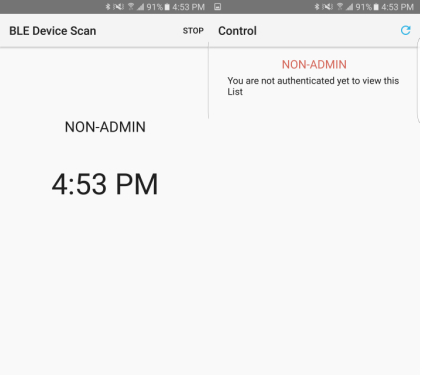 91% 4:53 PM
BLE Device Scan
STOP
NON-ADMIN
4:53 PM
91% 4:53 PM
Control
NON-ADMIN
You are not authenticated yet to view this
List